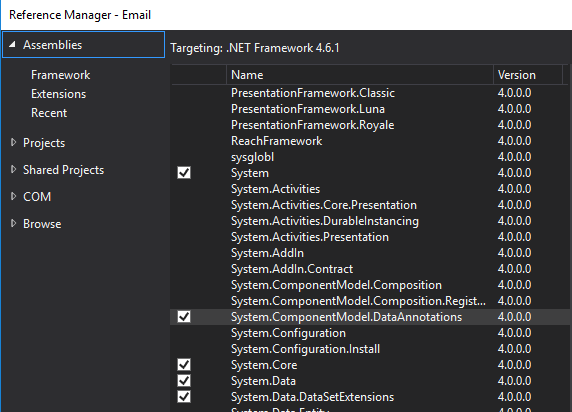 Reference Manager - Email
Assemblies
Framework
Extensions
Recent
Projects
Shared Projects
COM
Browse
Targeting: .NET Framework 4.6.1
Name Version
PresentationFramework.Classic 4.0.0.0
PresentationFramework.Luna 4.0.0.0
PresentationFramework.Royale 4.0.0.0
ReachFramework 4.0.0.0
sysglobl 4.0.0.0
System 4.0.0.0
System.Activities 4.0.0.0
System.Activities.Core.Presentation 4.0.0.0
System.Activities.DurableInstancing 4.0.0.0
System.Activities.Presentation 4.0.0.0
System.AddIn 4.0.0.0
System.AddIn.Contract 4.0.0.0
System.ComponentModel.Composition 4.0.0.0
System.ComponentModel.Composition.Regist... 4.0.0.0
System.ComponentModel.DataAnnotations 4.0.0.0
System.Configuration 4.0.0.0
System.Configuration.Install 4.0.0.0
System.Core 4.0.0.0
System.Data 4.0.0.0
System.Data.DataSetExtensions 4.0.0.0
System.Data.Entity 4.0.0.0